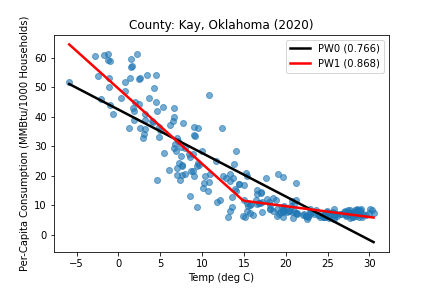 County: Kay, Oklahoma (2020)
PW0 (0.766)
PW1 (0.868)
Per-Capita Consumption (MMBtu/1000 Households)
60
50
40
30
20
10
0
−5 0 5 10 15 20 25 30
Temp (deg C)